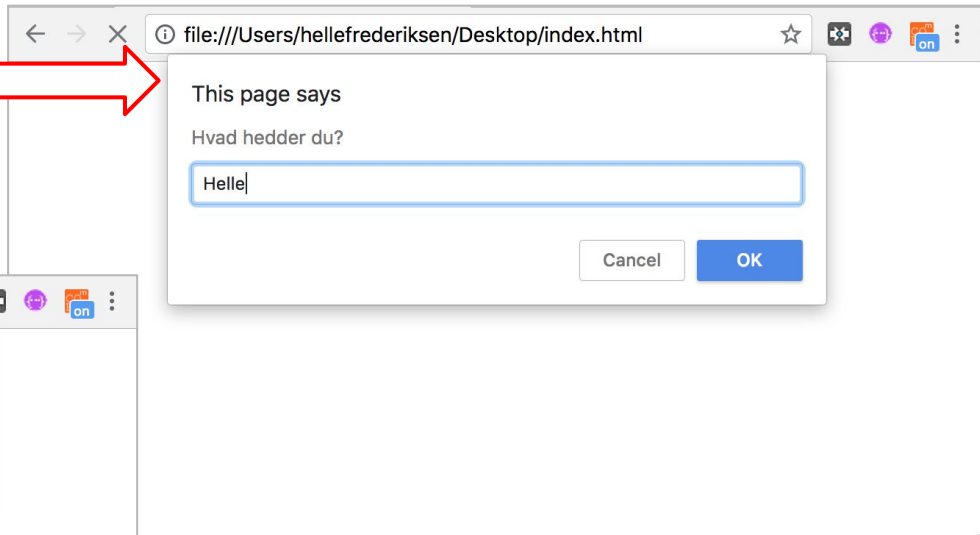 file:///Users/hellefrederiksen/Desktop/index.html
on
This page says
Hvad hedder du?
Helle
Cancel
OK
on